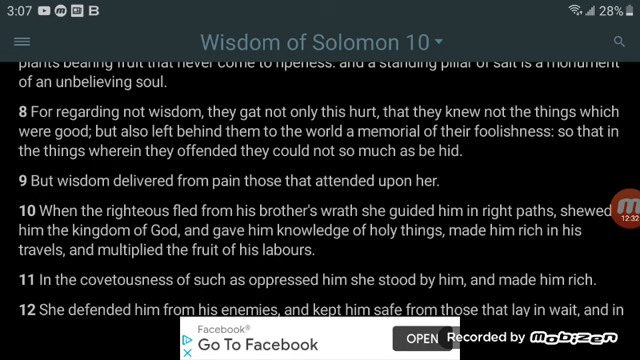 3:07 B 28%
Wisdom of Solomon 10
plants bearing fruit that never come to ripeness: and a standing pillar of salt is a monument
of an unbelieving soul.
8 For regarding not wisdom, they gat not only this hurt, that they knew not the things which
were good; but also left behind them to the world a memorial of their foolishness: so that in
the things wherein they offended they could not so much as be hid.
9 But wisdom delivered from pain those that attended upon her.
10 When the righteous fled from his brother's wrath she guided him in right paths, shewed
him the kingdom of God, and gave him knowledge of holy things, made him rich in his
travels, and multiplied the fruit of his labours.
12:32
11 In the covetousness of such as oppressed him she stood by him, and made him rich.
12 She defended him from his enemies, and kept him safe from those that lay in wait, and in
Facebook®
Go To Facebook
OPEN
Recorded by Mobizen